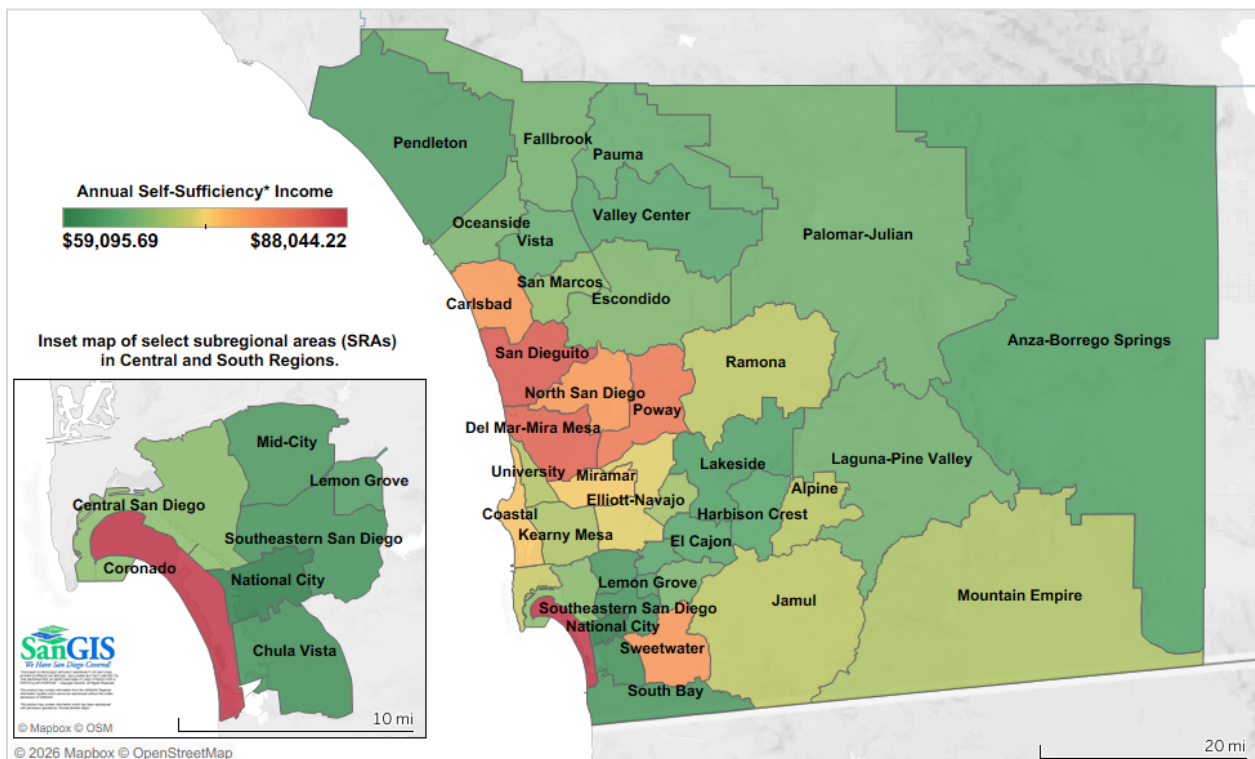 Annual Self-Sufficiency* Income
$59,095.69 $88,044.22
Inset map of select subregional areas (SRAs)
in Central and South Regions.
Pendleton
Fallbrook
Pauma
Oceanside
Valley Center
Vista
Palomar-Julian
San Marcos
Carlsbad
Escondido
Anza-Borrego Springs
San Dieguito
Ramona
North San Diego
Poway
Del Mar-Mira Mesa
University
Miramar
Lakeside
Laguna-Pine Valley
Alpine
Elliott-Navajo
Coastal
Harbison Crest
Kearny Mesa
El Cajon
Lemon Grove
Jamul
Mountain Empire
Southeastern San Diego
National City
Sweetwater
South Bay
Mid-City
Lemon Grove
Central San Diego
Southeastern San Diego
Coronado
National City
Chula Vista
SanGIS
We Have San Diego Covered!
10 mi
© Mapbox © OSM
© 2026 Mapbox © OpenStreetMap
20 mi